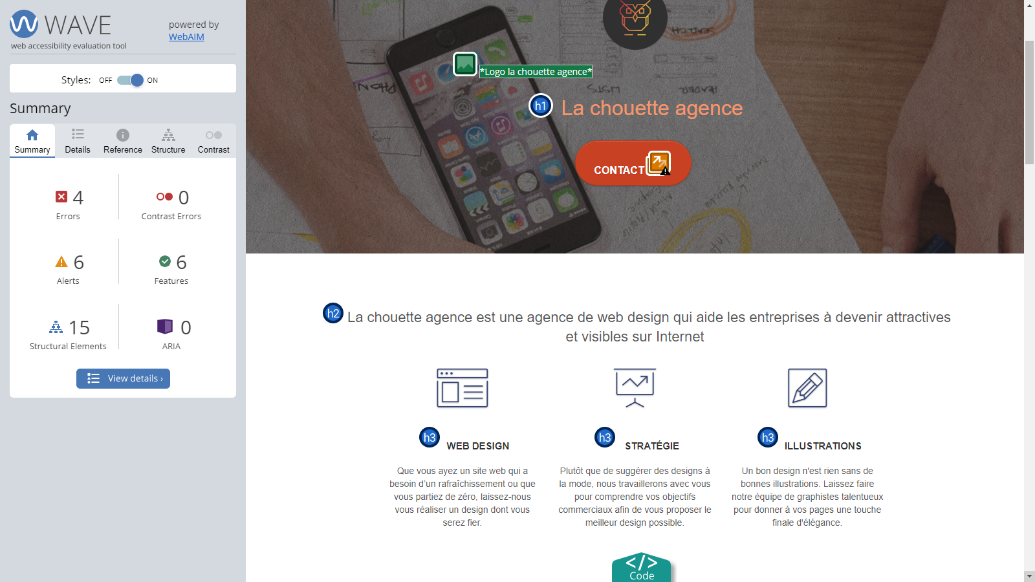 WAVE
web accessibility evaluation tool
powered by
WebAIM
Styles: OFF ON
Summary
Summary Details Reference Structure Contrast
4 0
Errors Contrast Errors
6 6
Alerts Features
15 0
Structural Elements ARIA
View details ›
*Logo la chouette agence*
h1 La chouette agence
CONTACT
h2 La chouette agence est une agence de web design qui aide les entreprises à devenir attractives
et visibles sur Internet
h3 WEB DESIGN
Que vous ayez un site web qui a
besoin d'un rafraîchissement ou que
vous partiez de zéro, laissez-nous
vous réaliser un design dont vous
serez fier.
h3 STRATÉGIE
Plutôt que de suggérer des designs à
la mode, nous travaillerons avec vous
pour comprendre vos objectifs
commerciaux afin de vous proposer le
meilleur design possible.
h3 ILLUSTRATIONS
Un bon design n'est rien sans de
bonnes illustrations. Laissez faire
notre équipe de graphistes talentueux
pour donner à vos pages une touche
finale d'élégance.
</> Code